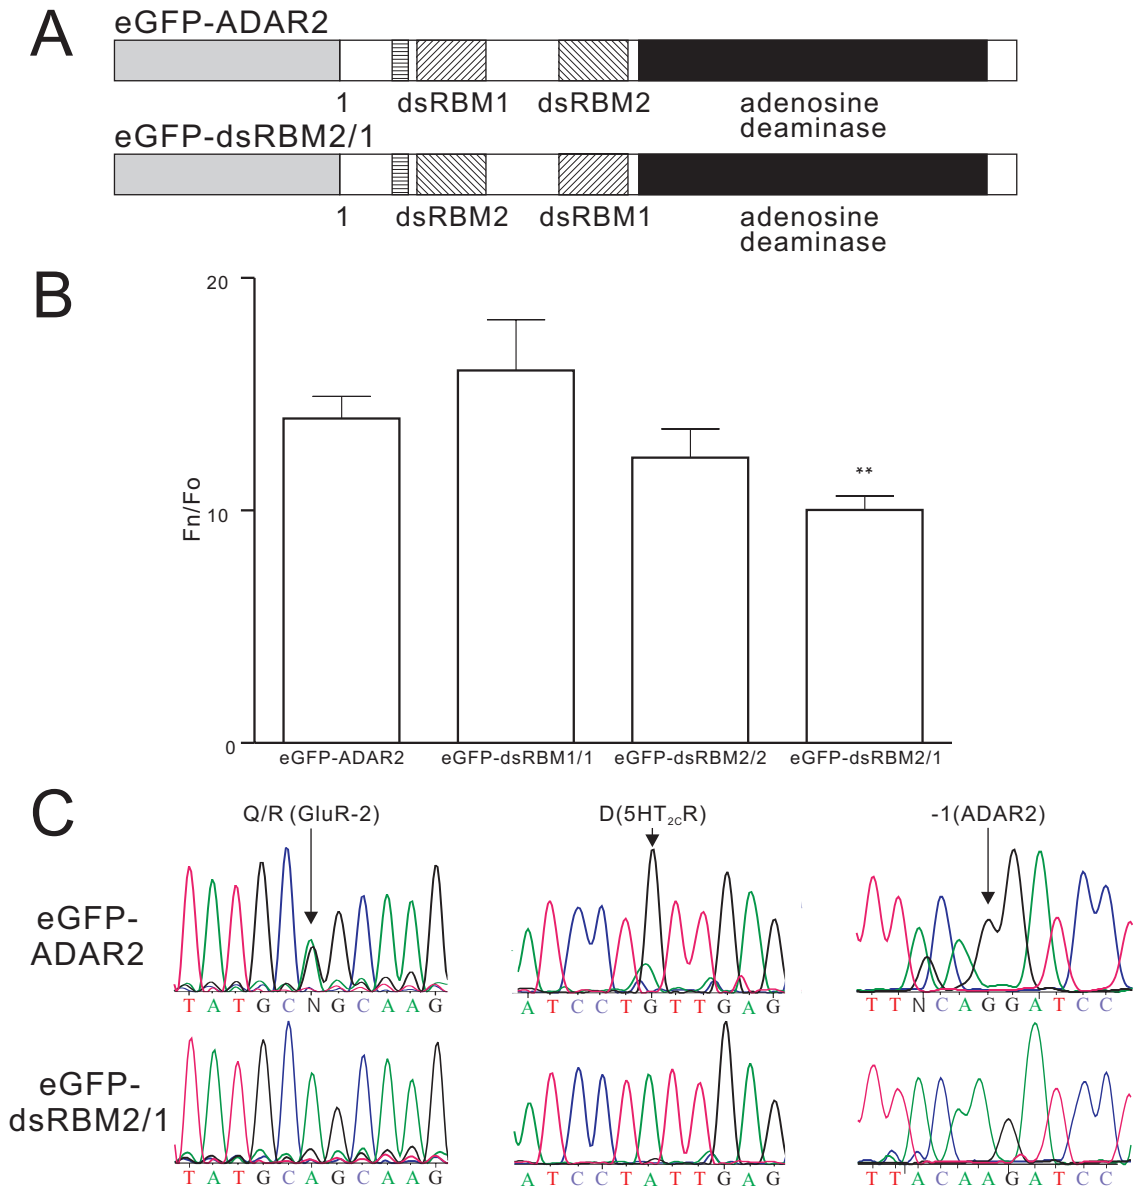 A
eGFP-ADAR2
1 dsRBM1 dsRBM2 adenosine
deaminase
eGFP-dsRBM2/1
1 dsRBM2 dsRBM1 adenosine
deaminase
B
20
10
0
Fn/Fo
**
eGFP-ADAR2 eGFP-dsRBM1/1 eGFP-dsRBM2/2 eGFP-dsRBM2/1
C
Q/R (GluR-2) D(5HT₂CR) -1(ADAR2)
eGFP-
ADAR2
T A T G C N G C A A G
A T C C T G T T G A G
T T N C A G G A T C C
eGFP-
dsRBM2/1
T A T G C A G C A A G
A T C C T A T T G A G
T T A C A A G A T C C